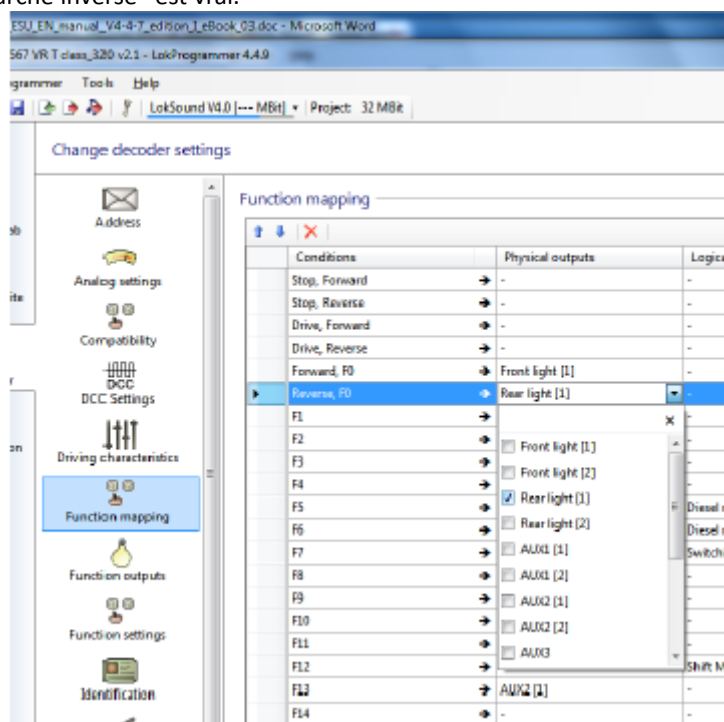 arche inverse" est vrai.
ESU_EN_manual_V4-4-7_edition_1_eBook_03.doc - Microsoft Word
567 VR T class_320 v2.1 - LokProgrammer 4.4.9
ogrammer Tools Help
LokSound V4.0 [--- MBit] Project: 32 MBit
Change decoder settings
Address
Analog settings
Compatibility
DCC
DCC Settings
Driving characteristics
Function mapping
Function outputs
Function settings
Identification
Function mapping
Conditions Physical outputs Logica
Stop, Forward -
Stop, Reverse -
Drive, Forward -
Drive, Reverse -
Forward, F0 Front light [1] -
Reverse, F0 Rear light [1] -
F1
F2
F3
F4
F5 Diesel
F6 Diesel
F7 Switchi
F8
F9
F10
F11
F12 Shift M
F13 AUX2 [1] -
F14 - -
Front light [1]
Front light [2]
Rear light [1]
Rear light [2]
AUX1 [1]
AUX1 [2]
AUX2 [1]
AUX2 [2]
AUX3